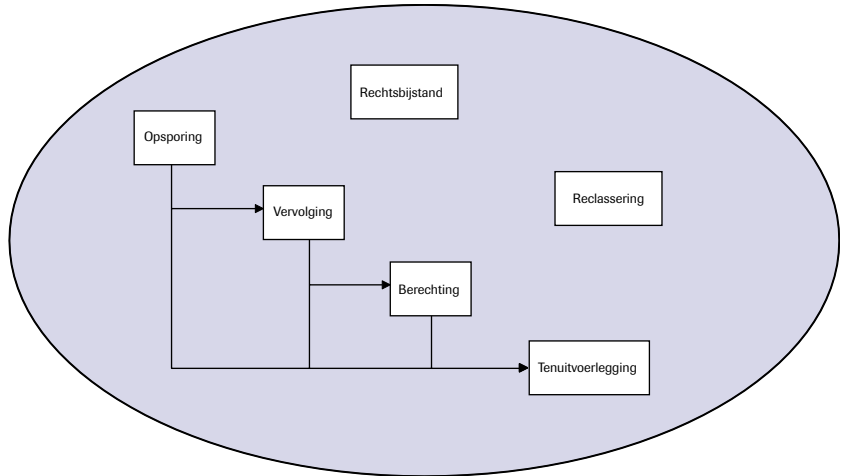 Rechtsbijstand
Opsporing
Reclassering
Vervolging
Berechting
Tenuitvoerlegging